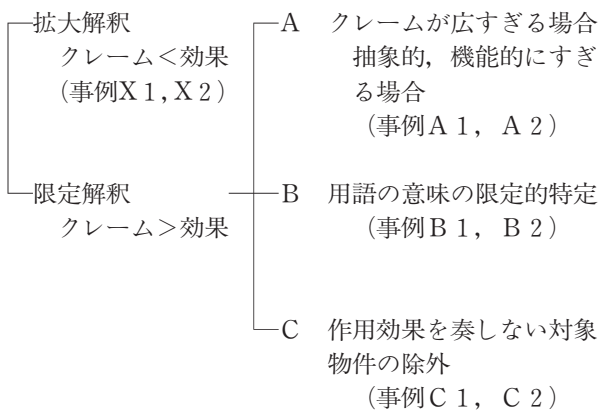 拡大解釈
クレーム＜効果
（事例Ｘ１，Ｘ２）
限定解釈
クレーム＞効果
Ａ　クレームが広すぎる場合
抽象的，機能的にすぎ
る場合
（事例Ａ１，Ａ２）
Ｂ　用語の意味の限定的特定
（事例Ｂ１，Ｂ２）
Ｃ　作用効果を奏しない対象
物件の除外
（事例Ｃ１，Ｃ２）